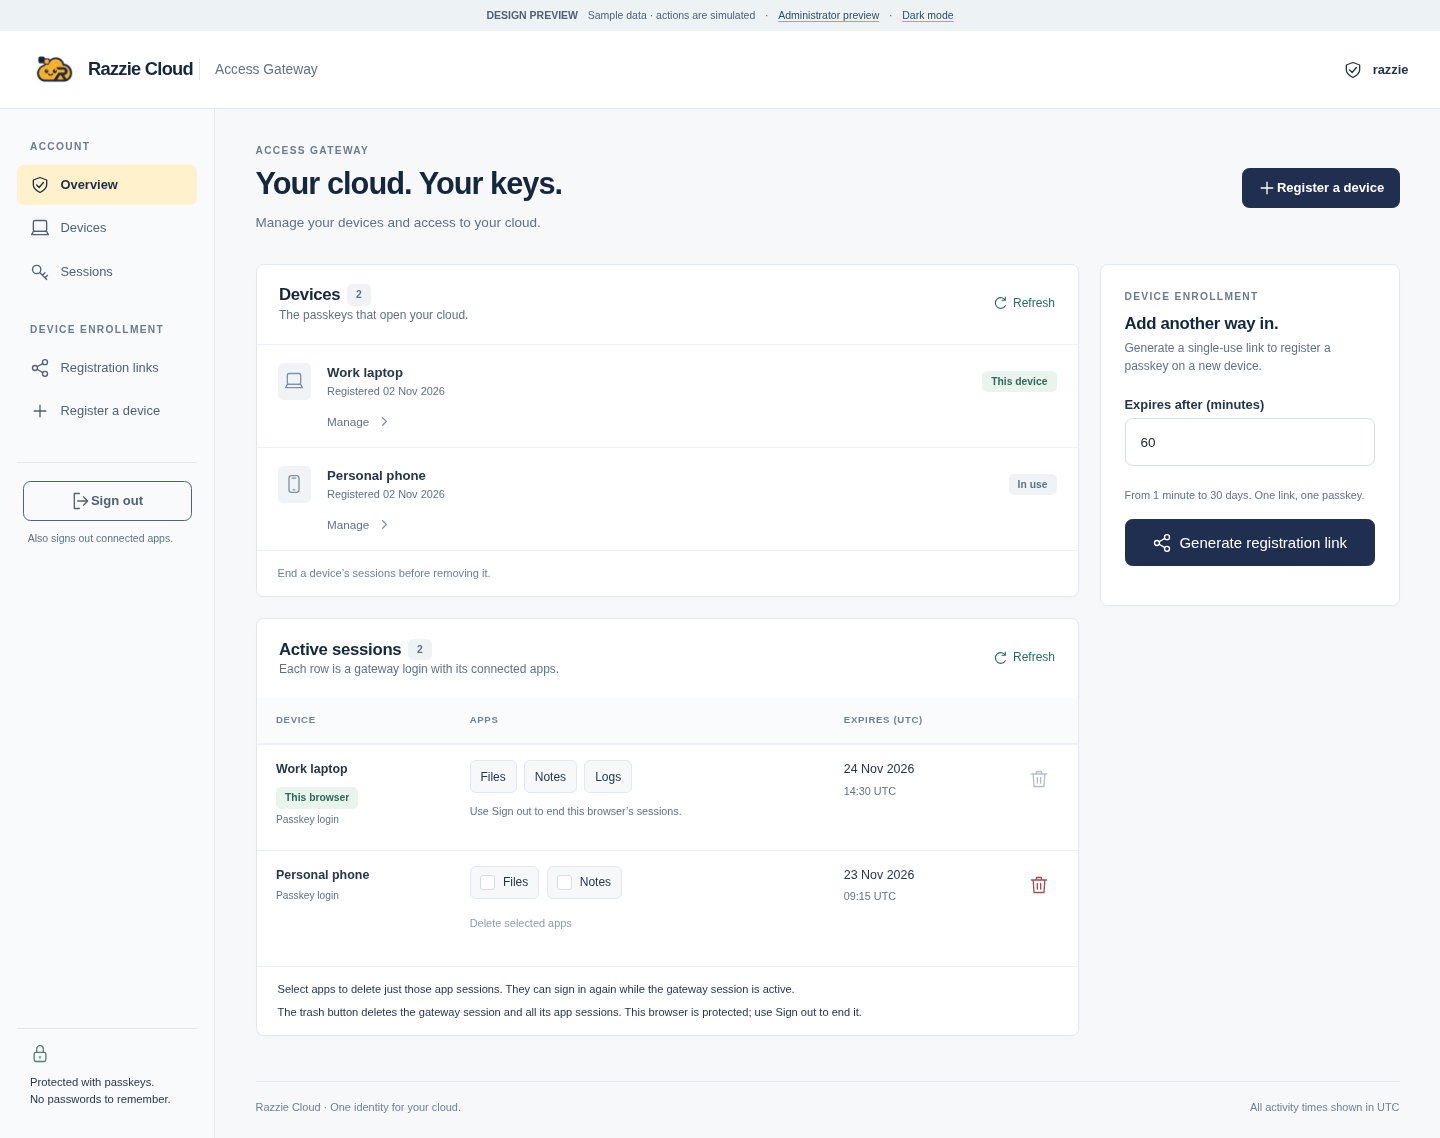 DESIGN PREVIEW Sample data · actions are simulated · Administrator preview · Dark mode
Razzie Cloud Access Gateway
razzie
ACCOUNT
Overview
Devices
Sessions
DEVICE ENROLLMENT
Registration links
Register a device
Sign out
Also signs out connected apps.
Protected with passkeys.
No passwords to remember.
ACCESS GATEWAY
Your cloud. Your keys.
Manage your devices and access to your cloud.
Register a device
Devices 2
The passkeys that open your cloud.
Refresh
Work laptop
Registered 02 Nov 2026
This device
Manage
Personal phone
Registered 02 Nov 2026
In use
Manage
End a device’s sessions before removing it.
DEVICE ENROLLMENT
Add another way in.
Generate a single-use link to register a
passkey on a new device.
Expires after (minutes)
60
From 1 minute to 30 days. One link, one passkey.
Generate registration link
Active sessions 2
Each row is a gateway login with its connected apps.
Refresh
DEVICE APPS EXPIRES (UTC)
Work laptop
This browser
Passkey login
Files Notes Logs
Use Sign out to end this browser’s sessions.
24 Nov 2026
14:30 UTC
Personal phone
Passkey login
Files Notes
Delete selected apps
23 Nov 2026
09:15 UTC
Select apps to delete just those app sessions. They can sign in again while the gateway session is active.
The trash button deletes the gateway session and all its app sessions. This browser is protected; use Sign out to end it.
Razzie Cloud · One identity for your cloud.
All activity times shown in UTC